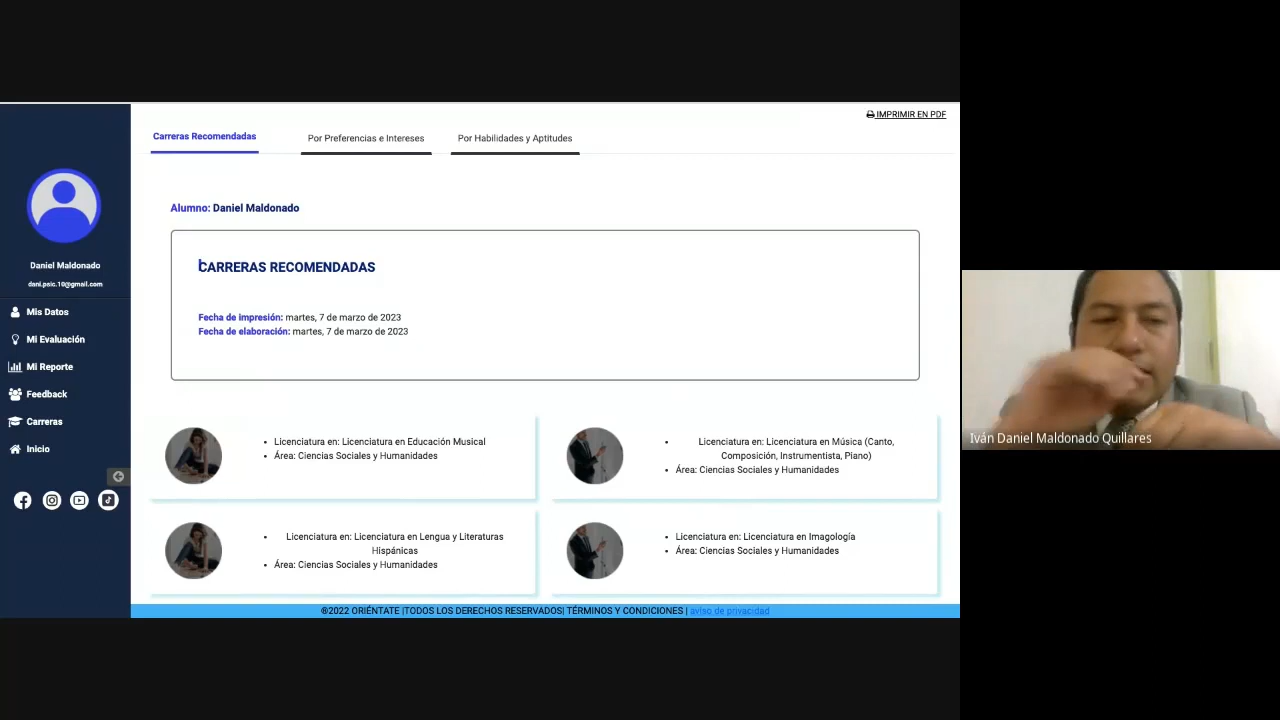 IMPRIMIR EN PDF
Carreras Recomendadas
Por Preferencias e Intereses
Por Habilidades y Aptitudes
Alumno: Daniel Maldonado
CARRERAS RECOMENDADAS
Fecha de impresión: martes, 7 de marzo de 2023
Fecha de elaboración: martes, 7 de marzo de 2023
Daniel Maldonado
dani.psic.10@gmail.com
Mis Datos
Mi Evaluación
Mi Reporte
Feedback
Carreras
Inicio
Licenciatura en: Licenciatura en Educación Musical
Área: Ciencias Sociales y Humanidades
Licenciatura en: Licenciatura en Música (Canto,
Composición, Instrumentista, Piano)
Área: Ciencias Sociales y Humanidades
Licenciatura en: Licenciatura en Lengua y Literaturas
Hispánicas
Área: Ciencias Sociales y Humanidades
Licenciatura en: Licenciatura en Imagología
Área: Ciencias Sociales y Humanidades
©2022 ORIÉNTATE |TODOS LOS DERECHOS RESERVADOS| TÉRMINOS Y CONDICIONES | aviso de privacidad
Iván Daniel Maldonado Quillares